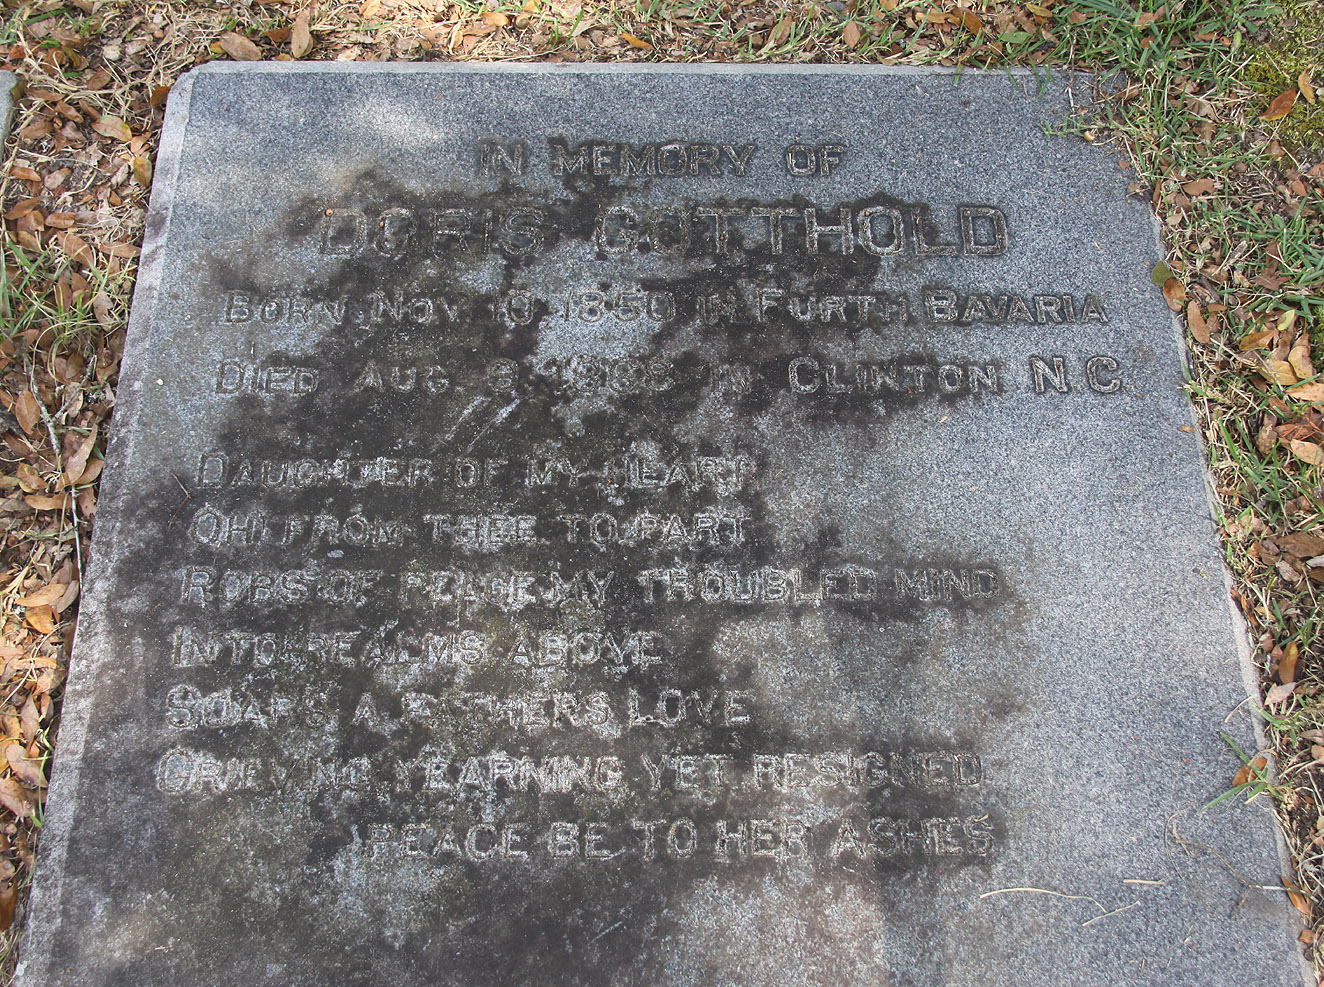 IN MEMORY OF
DORIS GOTTHOLD
BORN NOV. 10 1850 IN FURTH BAVARIA
DIED AUG. IN CLINTON N.C.
DAUGHTER OF MY HEART
OH! FROM THEE TO PART
ROBS OF PEACE MY TROUBLED MIND
INTO REALMS ABOVE
SOARS A FATHERS LOVE
GRIEVING YEARNING YET RESIGNED
PEACE BE TO HER ASHES